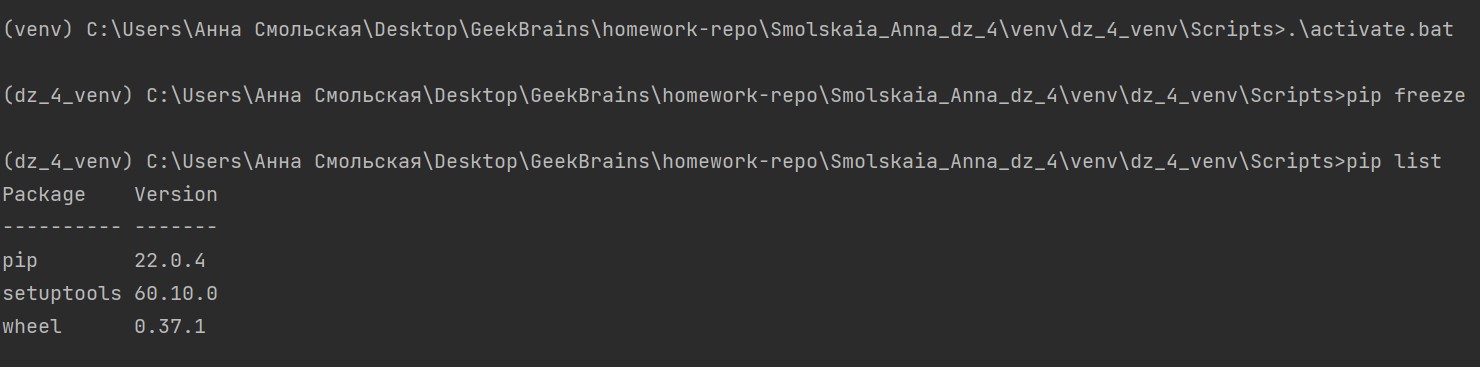 (venv) C:\Users\Анна Смольская\Desktop\GeekBrains\homework-repo\Smolskaia_Anna_dz_4\venv\dz_4_venv\Scripts>.\activate.bat
(dz_4_venv) C:\Users\Анна Смольская\Desktop\GeekBrains\homework-repo\Smolskaia_Anna_dz_4\venv\dz_4_venv\Scripts>pip freeze
(dz_4_venv) C:\Users\Анна Смольская\Desktop\GeekBrains\homework-repo\Smolskaia_Anna_dz_4\venv\dz_4_venv\Scripts>pip list
Package    Version
---------- -------
pip        22.0.4
setuptools 60.10.0
wheel      0.37.1